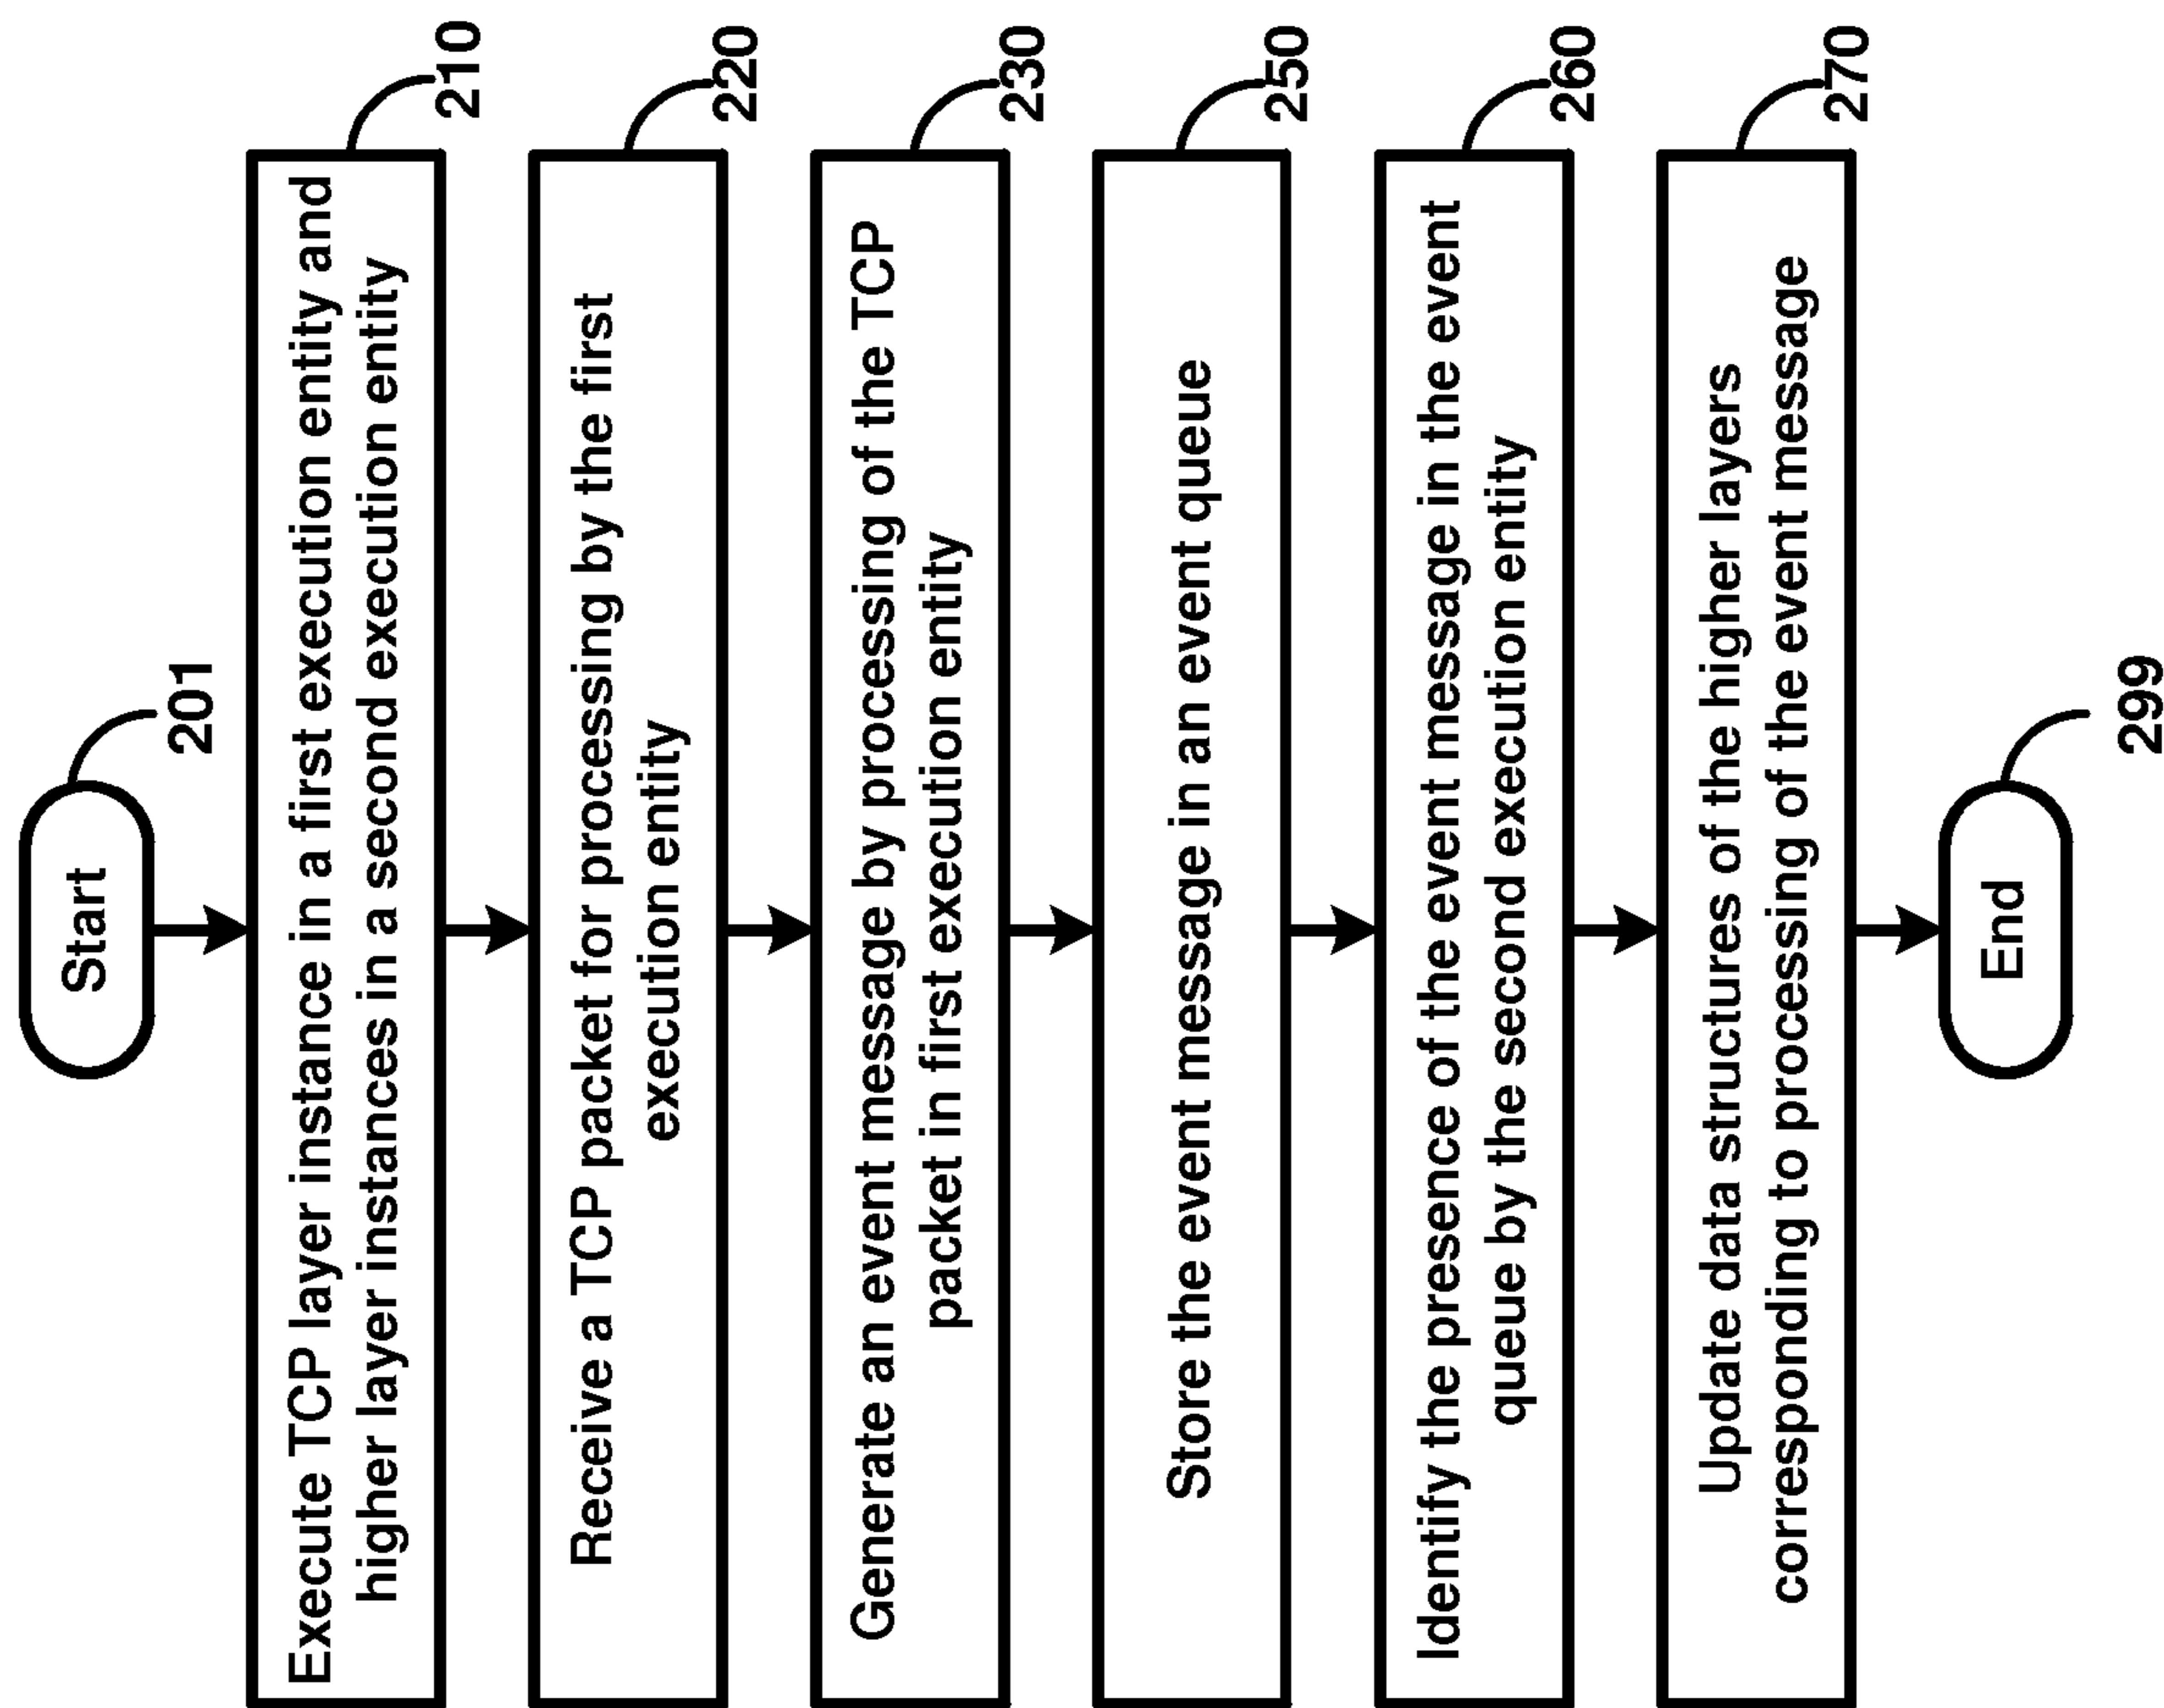 Start
201
Execute TCP layer instance in a first execution entity and
higher layer instances in a second execution entity
210
Receive a TCP packet for processing by the first
execution entity
220
Generate an event message by processing of the TCP
packet in first execution entity
230
Store the event message in an event queue
250
Identify the presence of the event message in the event
queue by the second execution entity
260
Update data structures of the higher layers
corresponding to processing of the event message
270
End
299